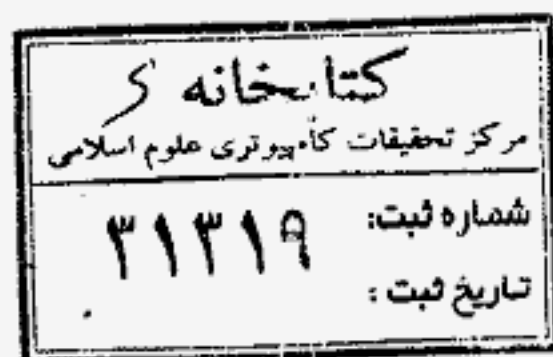 کتابخانه
مرکز تحقیقات کامپیوتری علوم اسلامی
شماره ثبت: ۳۱۳۱۹
تاریخ ثبت :